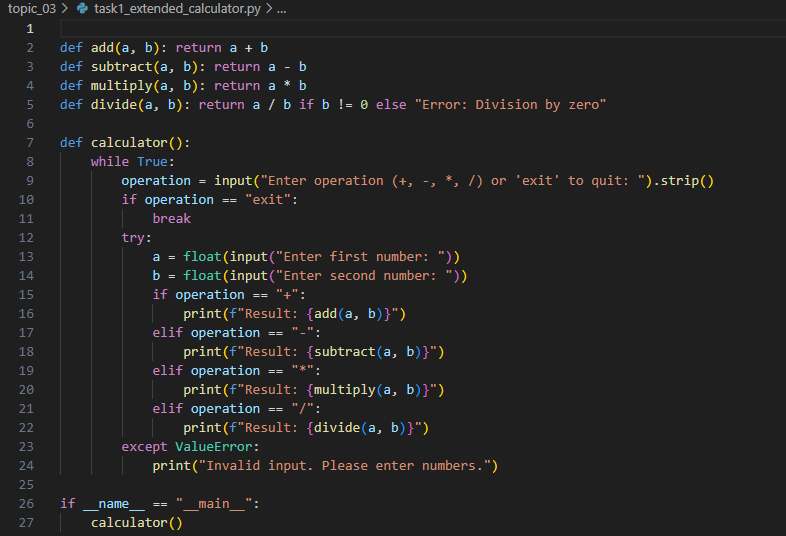 topic_03 > task1_extended_calculator.py > ...
1
2 def add(a, b): return a + b
3 def subtract(a, b): return a - b
4 def multiply(a, b): return a * b
5 def divide(a, b): return a / b if b != 0 else "Error: Division by zero"
6
7 def calculator():
8     while True:
9         operation = input("Enter operation (+, -, *, /) or 'exit' to quit: ").strip()
10         if operation == "exit":
11             break
12         try:
13             a = float(input("Enter first number: "))
14             b = float(input("Enter second number: "))
15             if operation == "+":
16                 print(f"Result: {add(a, b)}")
17             elif operation == "-":
18                 print(f"Result: {subtract(a, b)}")
19             elif operation == "*":
20                 print(f"Result: {multiply(a, b)}")
21             elif operation == "/":
22                 print(f"Result: {divide(a, b)}")
23         except ValueError:
24             print("Invalid input. Please enter numbers.")
25
26 if __name__ == "__main__":
27     calculator()